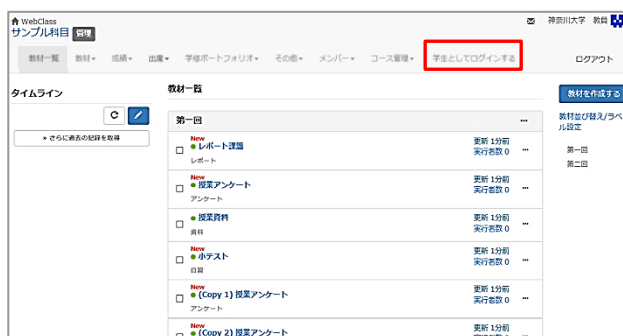 WebClass
サンプル科目 管理
神奈川大学 教員
教材一覧 教材 成績 出席 学修ポートフォリオ その他 メンバー コース管理 学生としてログインする
ログアウト
タイムライン
» さらに過去の記録を取得
教材一覧
第一回
New
レポート課題
レポート
更新 1分前
実行者数 0
New
授業アンケート
アンケート
更新 1分前
実行者数 0
授業資料
資料
更新 1分前
実行者数 0
New
小テスト
自習
更新 1分前
実行者数 0
New
(Copy 1) 授業アンケート
アンケート
更新 1分前
実行者数 0
New
(Copy 2) 授業アンケート
更新 1分前
教材を作成する
教材並び替え/ラベ
ル設定
第一回
第二回